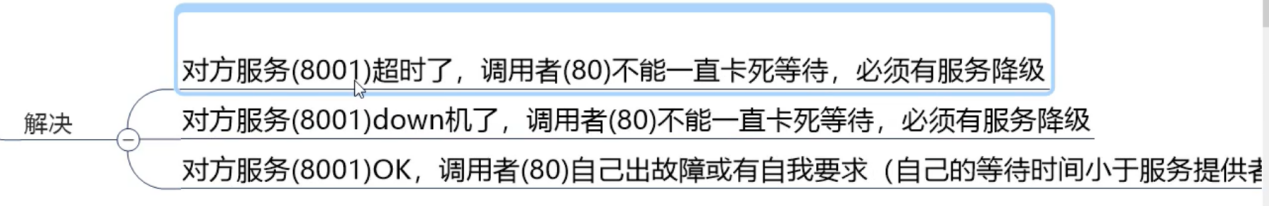 对方服务(8001)超时了，调用者(80)不能一直卡死等待，必须有服务降级
解决
对方服务(8001)down机了，调用者(80)不能一直卡死等待，必须有服务降级
对方服务(8001)OK，调用者(80)自己出故障或有自我要求（自己的等待时间小于服务提供者